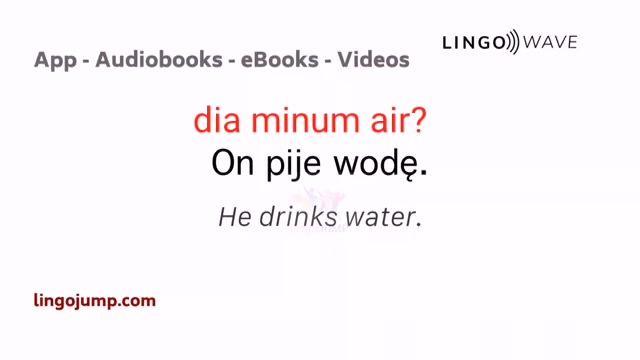 LINGO WAVE
App - Audiobooks - eBooks - Videos
dia minum air?
On pije wodę.
He drinks water.
lingojump.com